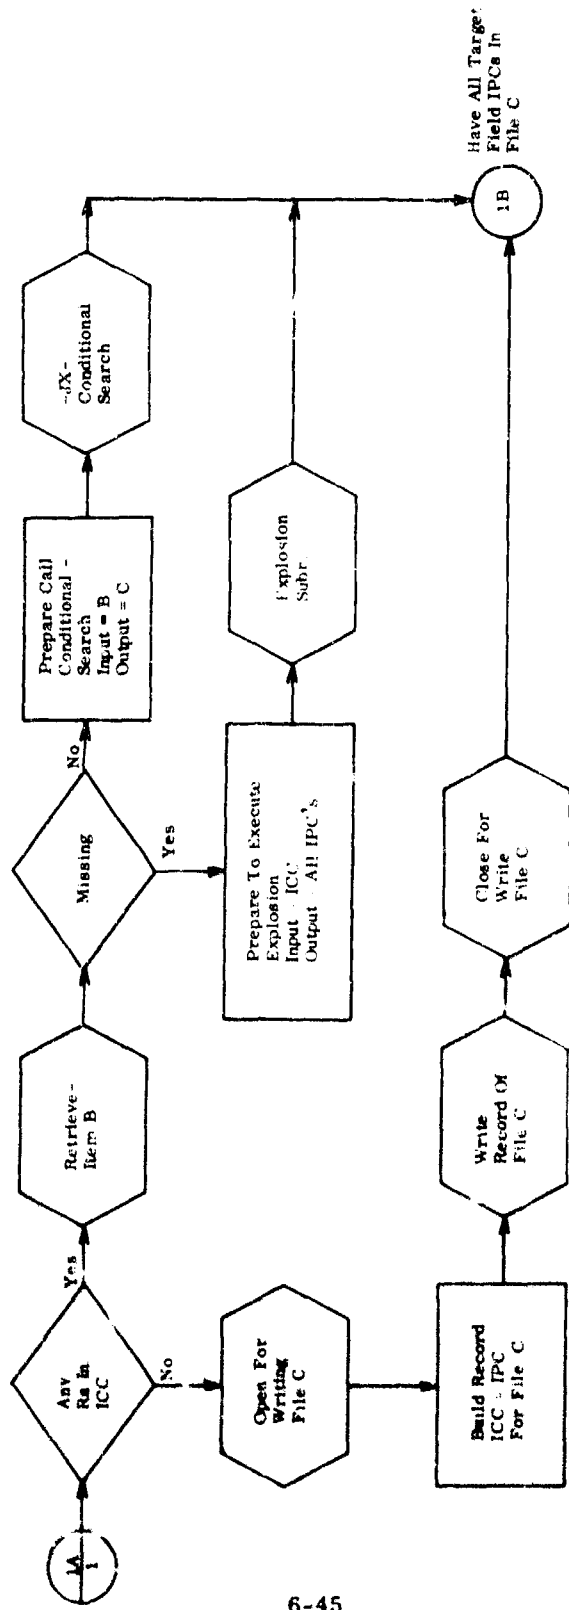 1A
1
Any
Rs In
ICC
Yes
No
Retrieve-
Item B
Missing
No
Yes
Prepare Call
Conditional -
Search
Input = B
Output = C
-JX-
Conditional
Search
Prepare To Execute
Explosion
Input - ICC
Output - All IPC's
Explosion
Subr.
Open For
Writing
File C
Build Record
ICC = IPC
For File C
Write
Record Of
File C
Close For
Write
File C
1B
Have All Target
Field IPCs In
File C
6-45